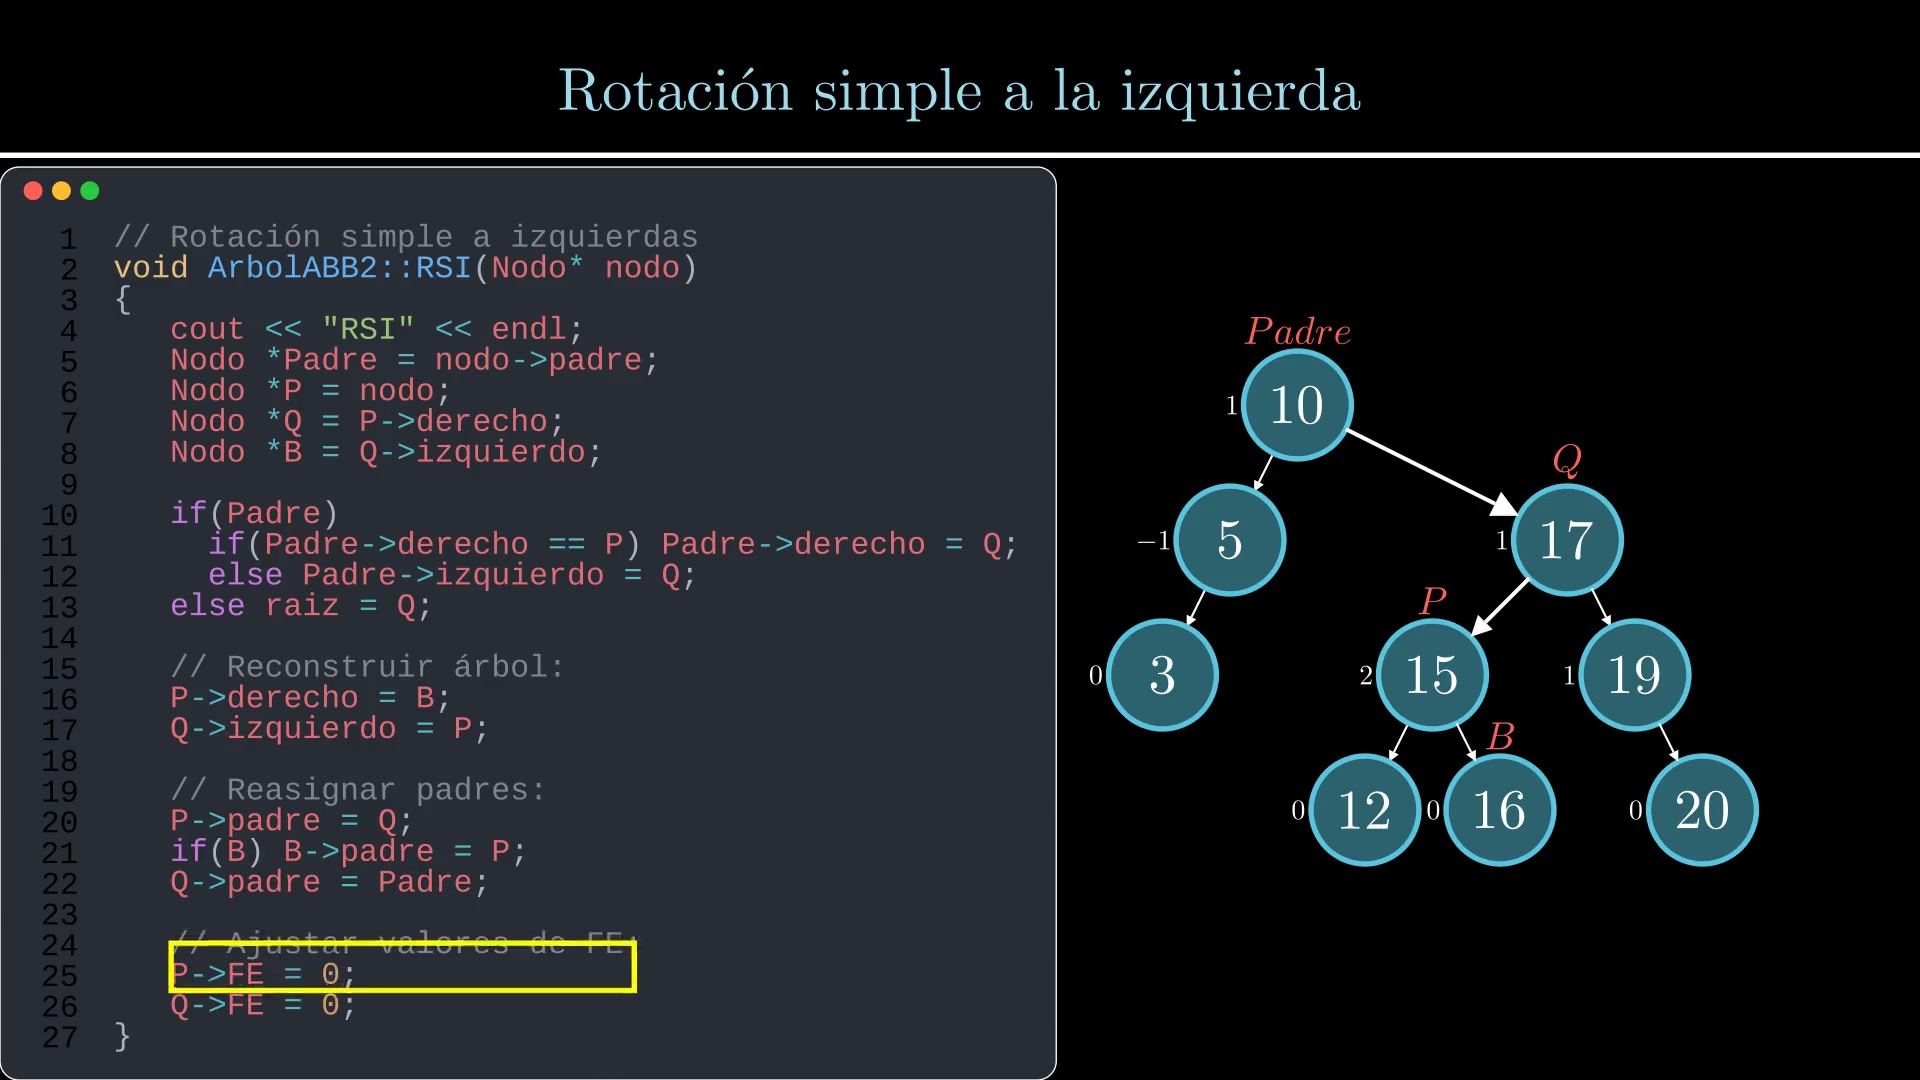 Rotación simple a la izquierda
1 // Rotación simple a izquierdas
2 void ArbolABB2::RSI(Nodo* nodo)
3 {
4 cout << "RSI" << endl;
5 Nodo *Padre = nodo->padre;
6 Nodo *P = nodo;
7 Nodo *Q = P->derecho;
8 Nodo *B = Q->izquierdo;
9
10 if(Padre)
11 if(Padre->derecho == P) Padre->derecho = Q;
12 else Padre->izquierdo = Q;
13 else raiz = Q;
14
15 // Reconstruir árbol:
16 P->derecho = B;
17 Q->izquierdo = P;
18
19 // Reasignar padres:
20 P->padre = Q;
21 if(B) B->padre = P;
22 Q->padre = Padre;
23
24 // Ajustar valores de FE:
25 P->FE = 0;
26 Q->FE = 0;
27 }
Padre
1 10
Q
−1 5
1 17
P
0 3
2 15
1 19
B
0 12
0 16
0 20